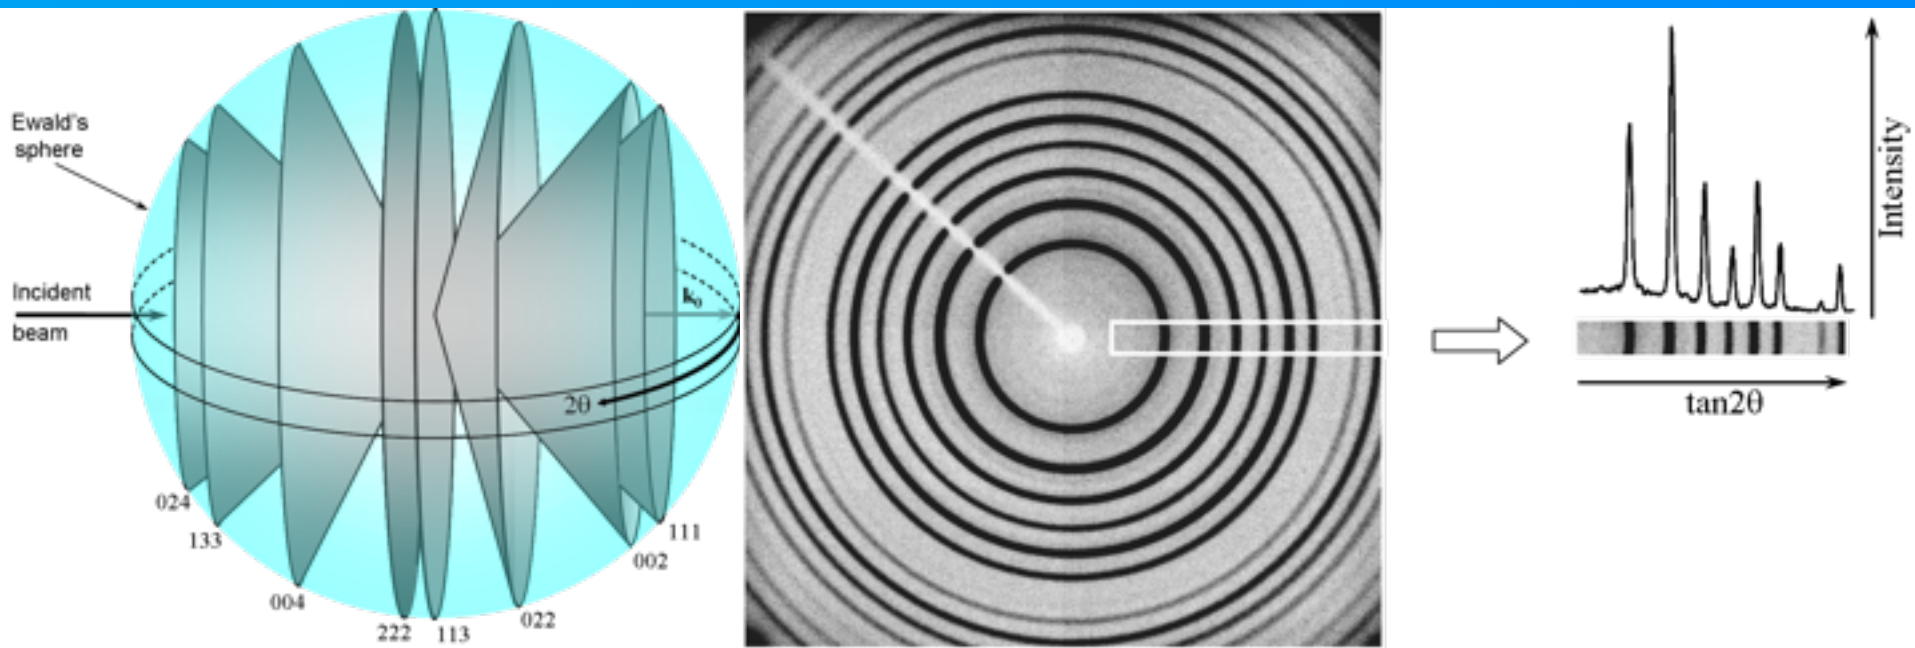 Ewald's
sphere
Incident
beam
k₀
2θ
024
133
004
222
113
022
002
111
Intensity
tan2θ